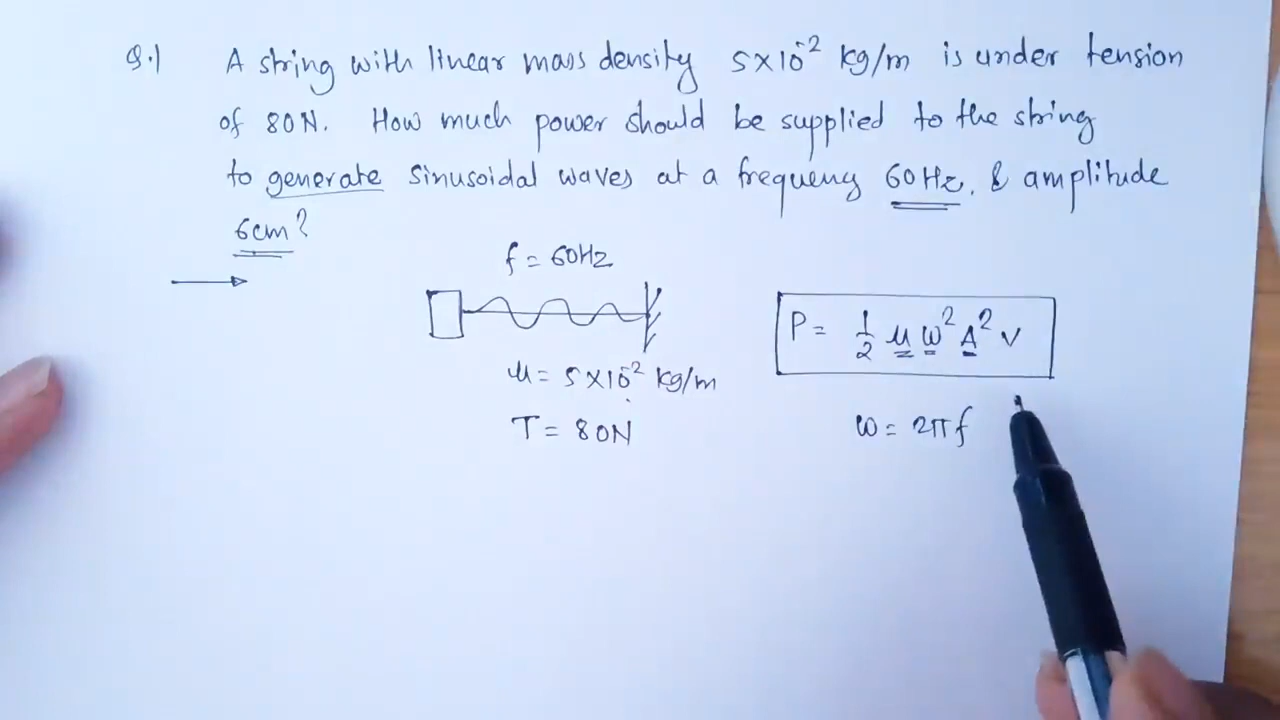 Q.1 A string with linear mass density 5×10⁻² kg/m is under tension
of 80N. How much power should be supplied to the string
to generate sinusoidal waves at a frequency 60Hz. & amplitude
6cm?
f = 60Hz
P = 1/2 μ ω² A² v
μ = 5×10⁻² kg/m
T = 80N
ω = 2πf